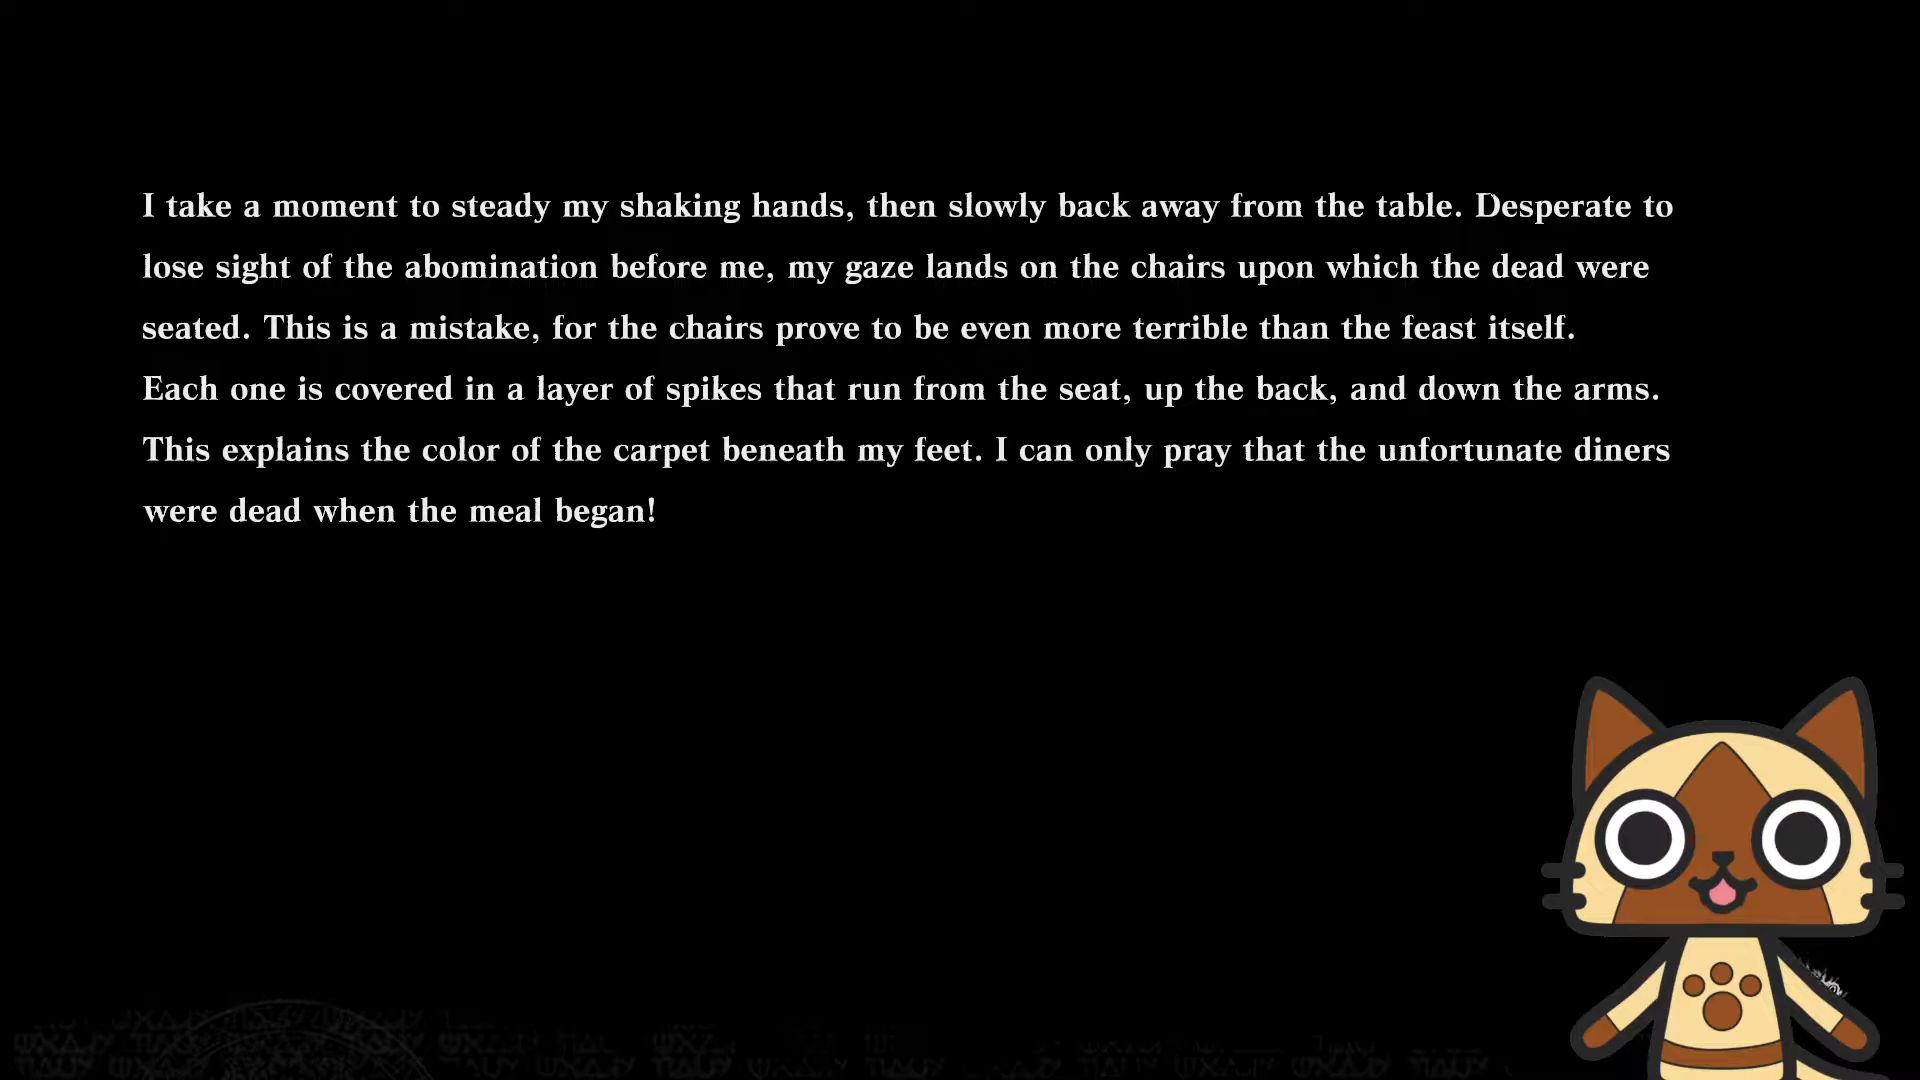 I take a moment to steady my shaking hands, then slowly back away from the table. Desperate to
lose sight of the abomination before me, my gaze lands on the chairs upon which the dead were
seated. This is a mistake, for the chairs prove to be even more terrible than the feast itself.
Each one is covered in a layer of spikes that run from the seat, up the back, and down the arms.
This explains the color of the carpet beneath my feet. I can only pray that the unfortunate diners
were dead when the meal began!